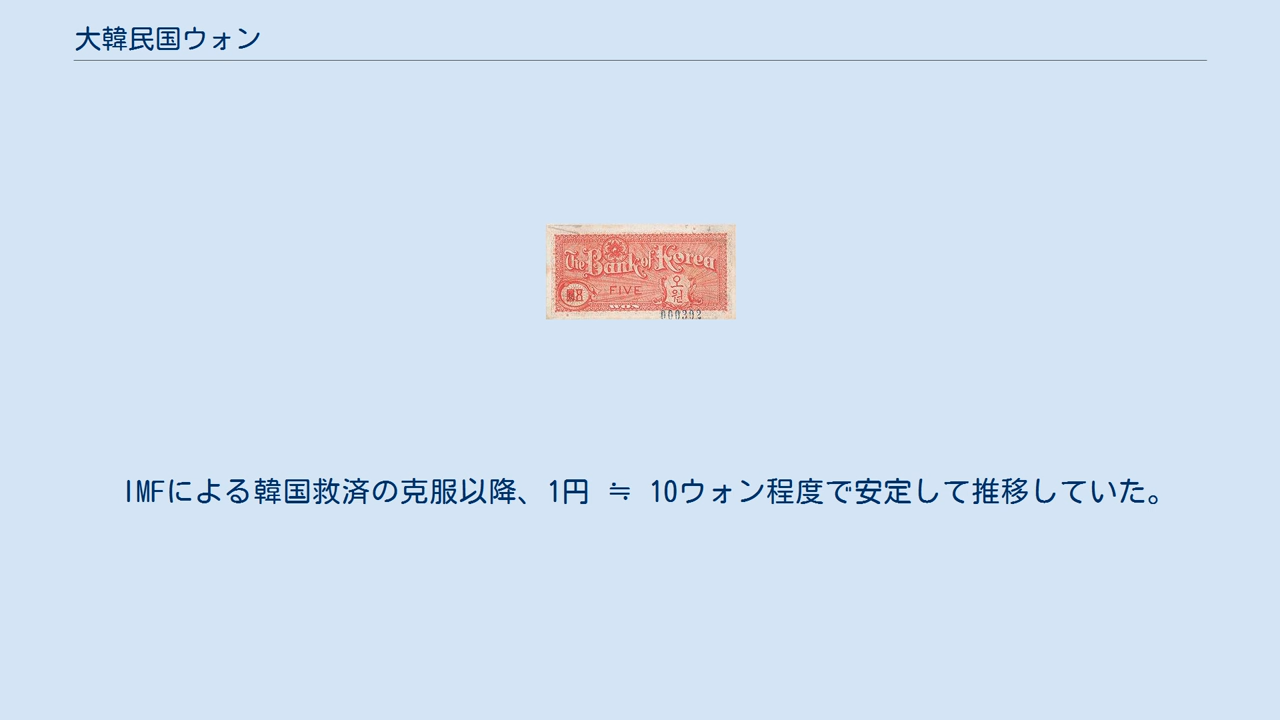 大韓民国ウォン
The Bank of Korea
FIVE
오
원
WON
000302
IMFによる韓国救済の克服以降、1円 ≒ 10ウォン程度で安定して推移していた。